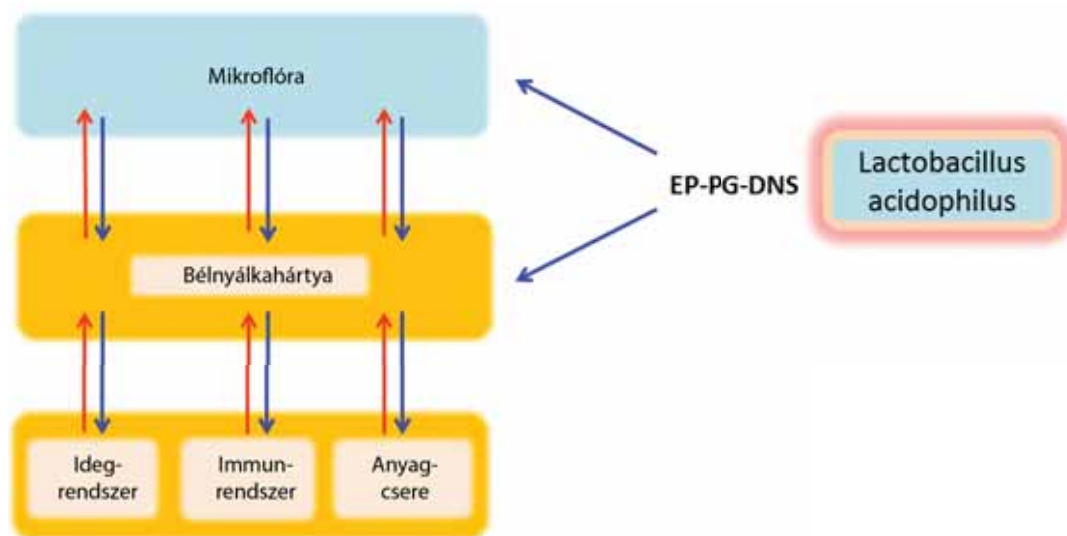 Mikroflóra
EP-PG-DNS
Lactobacillus
acidophilus
Bélnyálkahártya
Ideg-
rendszer
Immun-
rendszer
Anyag-
csere